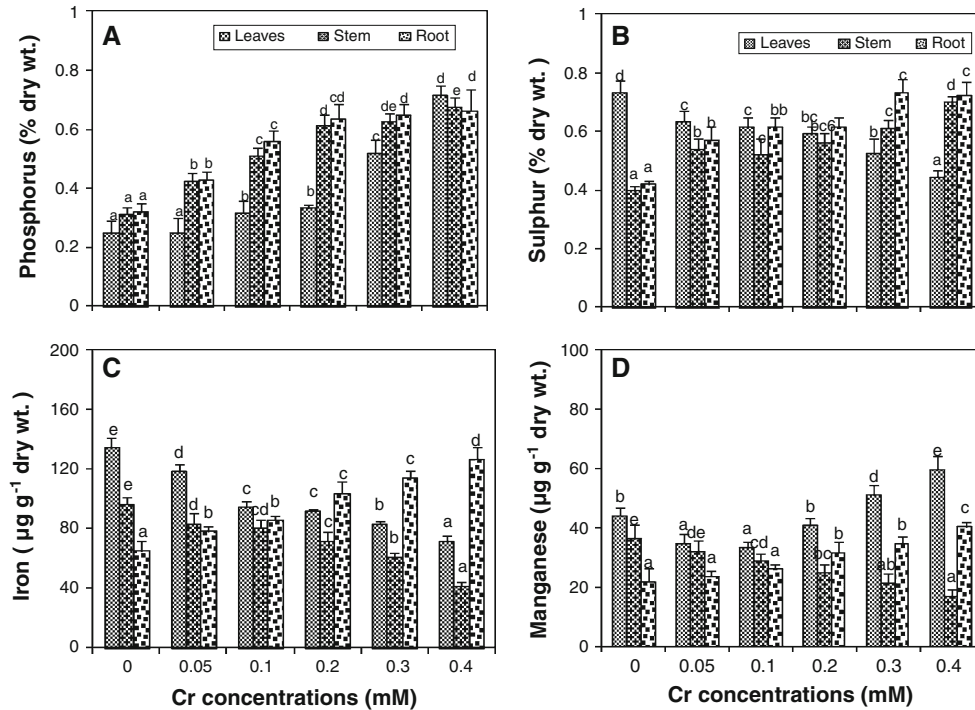 A
Leaves Stem Root
Phosphorus (% dry wt.)
1
0.8
0.6
0.4
0.2
0
a a a
a b b
b c c
b d cd
c de d
d e d
B
Leaves Stem Root
Sulphur (% dry wt.)
1
0.8
0.6
0.4
0.2
0
d a a
c b b
c c bb
bc bc6
b c c
a d c
C
Iron ( µg g-1 dry wt.)
200
160
120
80
40
0
e e a
d d b
c cd b
c c c
b b c
a a d
0 0.05 0.1 0.2 0.3 0.4
Cr concentrations (mM)
D
Manganese (µg g-1 dry wt.)
100
80
60
40
20
0
b e a
a de a
a cd a
b bc b
d ab b
e a c
0 0.05 0.1 0.2 0.3 0.4
Cr concentrations (mM)